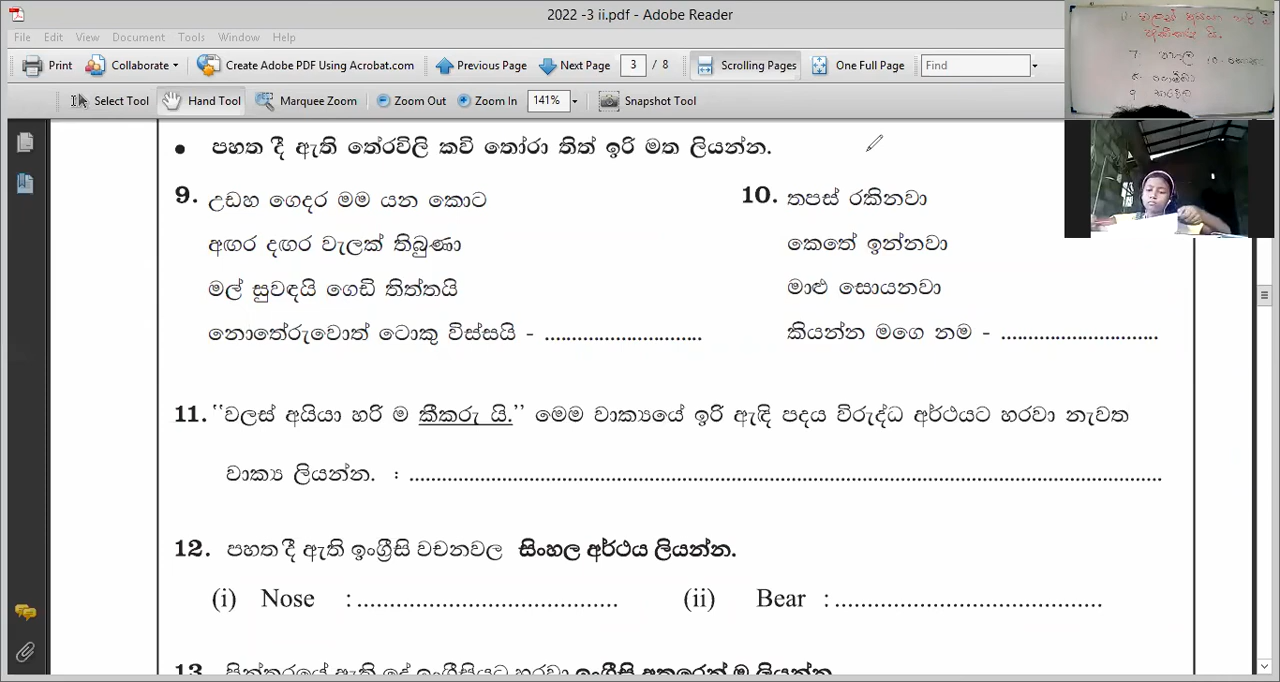 2022 -3 ii.pdf - Adobe Reader
File Edit View Document Tools Window Help
Print Collaborate Create Adobe PDF Using Acrobat.com Previous Page Next Page 3 / 8 Scrolling Pages One Full Page Find
Select Tool Hand Tool Marquee Zoom Zoom Out Zoom In 141% Snapshot Tool
• පහත දී ඇති තේරවිලි කවි තෝරා තිත් ඉරි මත ලියන්න.
9. උඩහ ගෙදර මම යන කොට
අඟර දඟර වැලක් තිබුණා
මල් සුවඳයි ගෙඩි තිත්තයි
නොතේරුවොත් ටොකු විස්සයි - ............................
10. තපස් රකිනවා
කෙතේ ඉන්නවා
මාළු සොයනවා
කියන්න මගෙ නම - ............................
11. "වලස් අයියා හරි ම කීකරු යි." මෙම වාක්‍යයේ ඉරි ඇඳි පදය විරුද්ධ අර්ථයට හරවා නැවත
වාක්‍ය ලියන්න. : ............................
12. පහත දී ඇති ඉංග්‍රීසි වචනවල සිංහල අර්ථය ලියන්න.
(i) Nose : ............................ (ii) Bear : ............................
13.